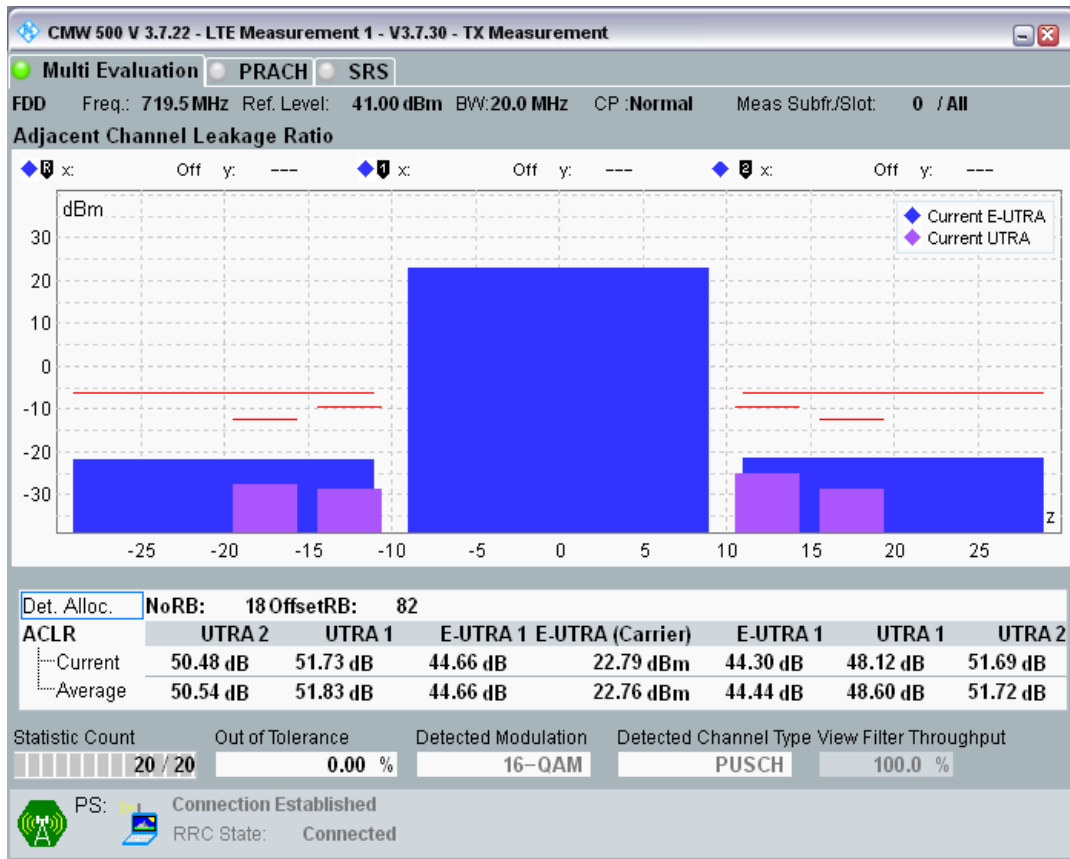 CMW 500 V 3.7.22 - LTE Measurement 1 - V3.7.30 - TX Measurement
Multi Evaluation PRACH SRS
FDD Freq.: 719.5 MHz Ref. Level: 41.00 dBm BW: 20.0 MHz CP :Normal Meas Subfr./Slot: 0 / All
Adjacent Channel Leakage Ratio
R x: Off y: --- 1 x: Off y: --- 2 x: Off y: ---
dBm
Current E-UTRA
Current UTRA
30
20
10
0
-10
-20
-30
z
-25 -20 -15 -10 -5 0 5 10 15 20 25
Det. Alloc. NoRB: 18 OffsetRB: 82
ACLR UTRA 2 UTRA 1 E-UTRA 1 E-UTRA (Carrier) E-UTRA 1 UTRA 1 UTRA 2
Current 50.48 dB 51.73 dB 44.66 dB 22.79 dBm 44.30 dB 48.12 dB 51.69 dB
Average 50.54 dB 51.83 dB 44.66 dB 22.76 dBm 44.44 dB 48.60 dB 51.72 dB
Statistic Count Out of Tolerance Detected Modulation Detected Channel Type View Filter Throughput
20 / 20 0.00 % 16-QAM PUSCH 100.0 %
PS: Connection Established
RRC State: Connected